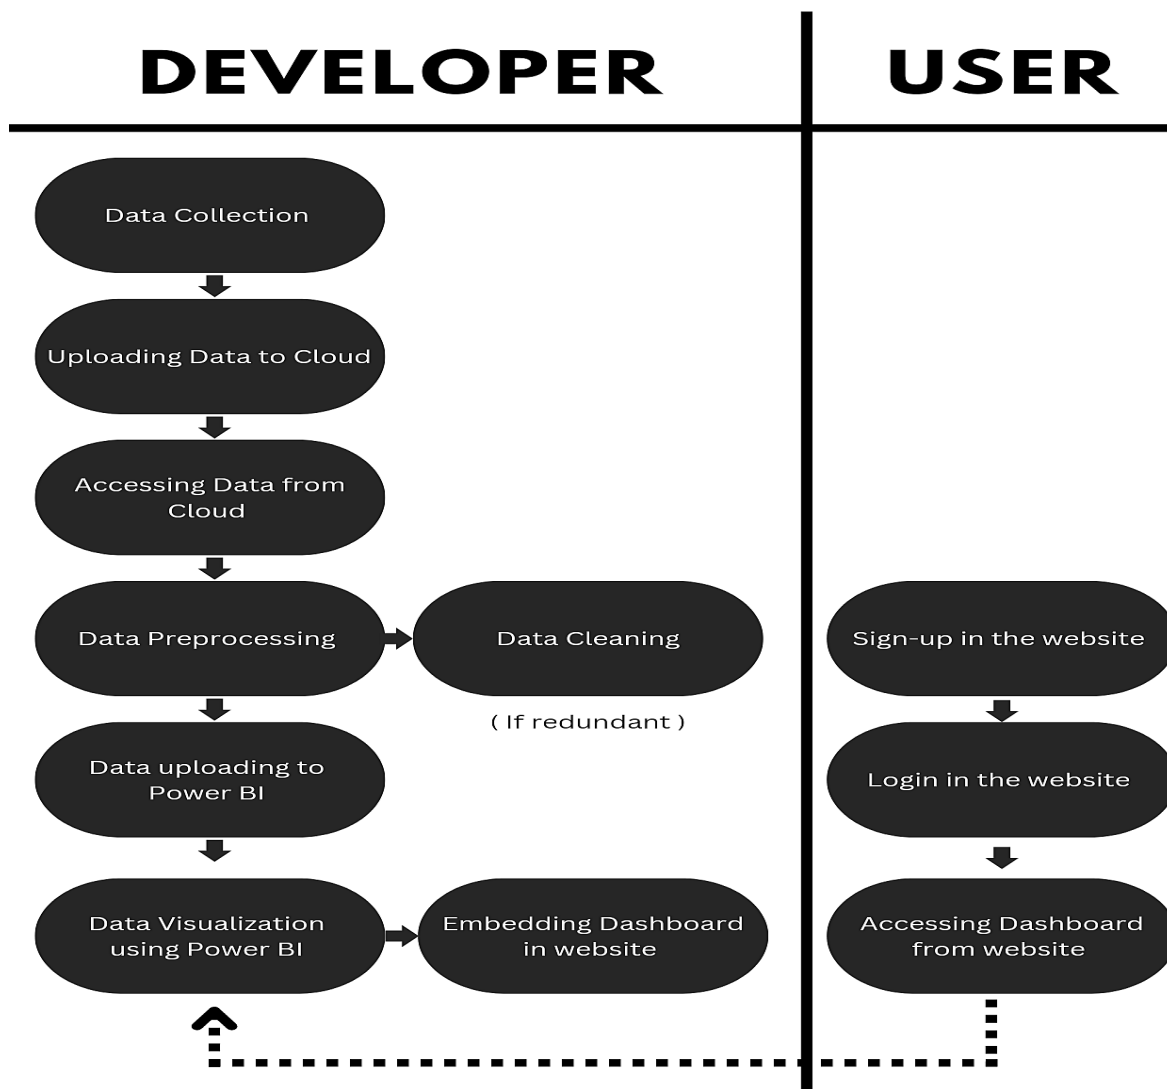 DEVELOPER
USER
Data Collection
Uploading Data to Cloud
Accessing Data from
Cloud
Data Preprocessing
Data Cleaning
( If redundant )
Data uploading to
Power BI
Data Visualization
using Power BI
Embedding Dashboard
in website
Sign-up in the website
Login in the website
Accessing Dashboard
from website